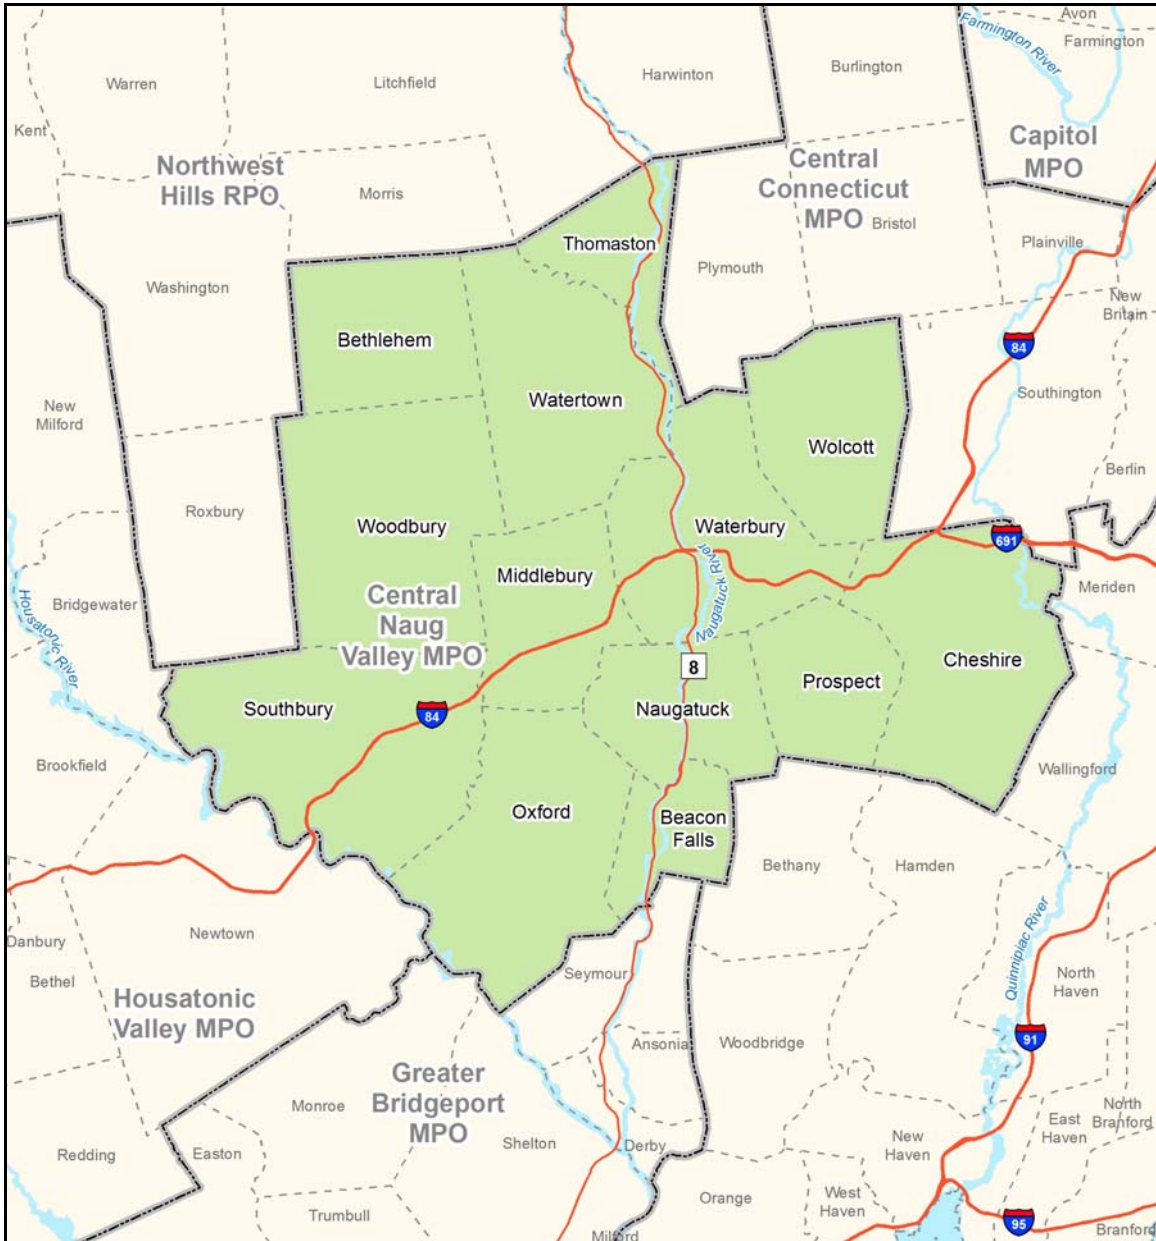 Avon
Farmington River
Farmington
Burlington
Harwinton
Litchfield
Warren
Kent
Capitol
MPO
Central
Connecticut
MPO
Northwest
Hills RPO
Morris
Bristol
Plainville
Thomaston
Plymouth
Washington
New
Britain
Bethlehem
84
Watertown
Southington
New
Milford
Wolcott
Berlin
Roxbury
Woodbury
Waterbury
691
Middlebury
Naugatuck River
Meriden
Bridgewater
Housatonic River
Central
Naug
Valley MPO
8
Cheshire
Prospect
Southbury
84
Naugatuck
Brookfield
Wallingford
Oxford
Beacon
Falls
Bethany
Hamden
Newtown
Danbury
Bethel
Seymour
Quinnipiac River
North
Haven
Housatonic
Valley MPO
91
Ansonia
Woodbridge
Greater
Bridgeport
MPO
Monroe
Shelton
Derby
New
Haven
East
Haven
North
Branford
Redding
Easton
Orange
West
Haven
Trumbull
Milford
95
Branford